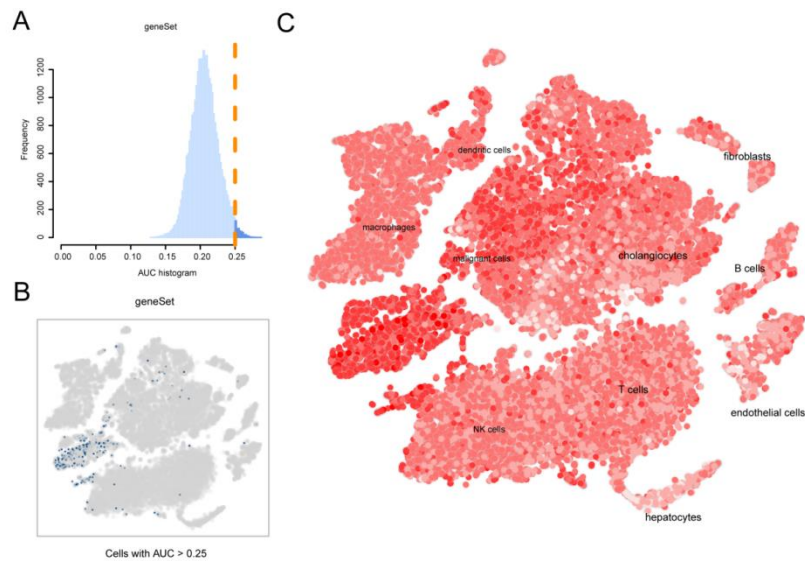 A
geneSet
Frequency
1200
1000
800
600
400
200
0
0.00 0.05 0.10 0.15 0.20 0.25
AUC histogram
B
geneSet
Cells with AUC > 0.25
C
dendritic cells
fibroblasts
macrophages
malignant cells
cholangiocytes
B cells
T cells
NK cells
endothelial cells
hepatocytes